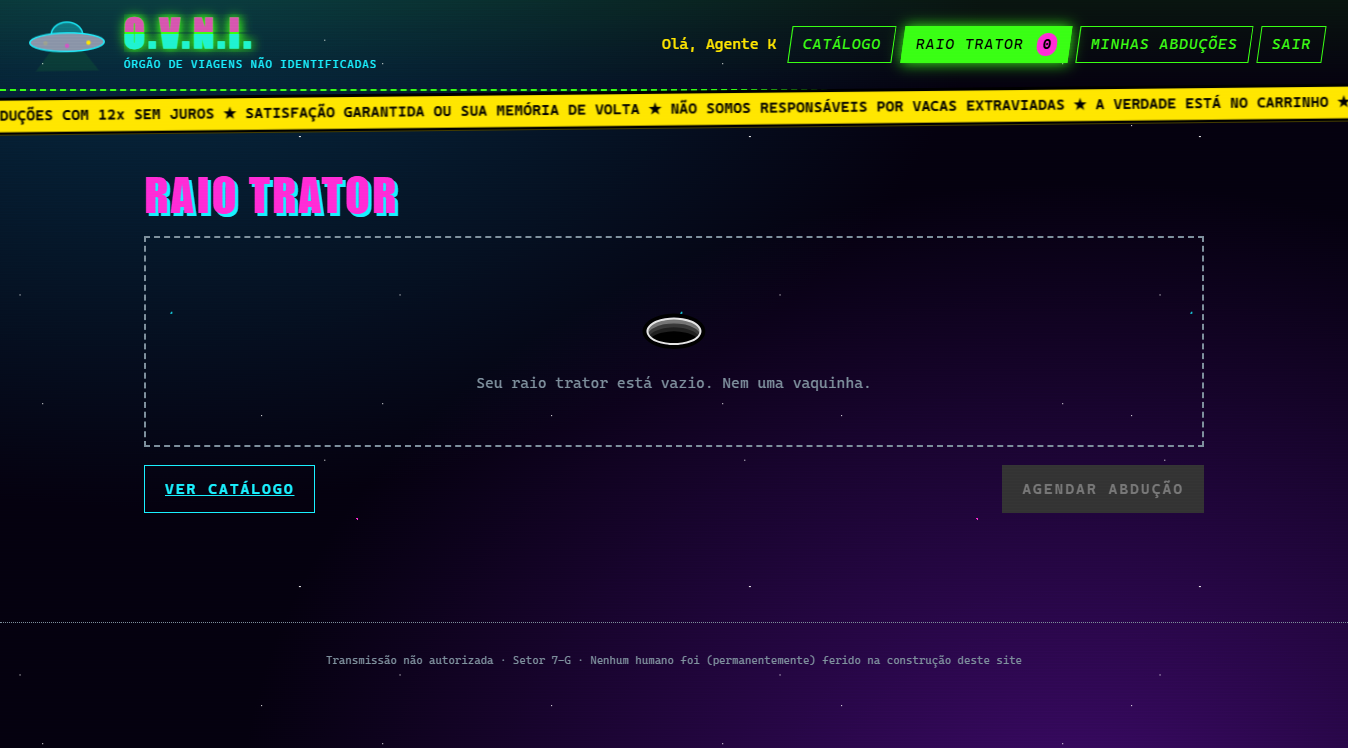 O.V.N.I.
ÓRGÃO DE VIAGENS NÃO IDENTIFICADAS
Olá, Agente K
CATÁLOGO
RAIO TRATOR 0
MINHAS ABDUÇÕES
SAIR
DUÇÕES COM 12x SEM JUROS ★ SATISFAÇÃO GARANTIDA OU SUA MEMÓRIA DE VOLTA ★ NÃO SOMOS RESPONSÁVEIS POR VACAS EXTRAVIADAS ★ A VERDADE ESTÁ NO CARRINHO ★
RAIO TRATOR
Seu raio trator está vazio. Nem uma vaquinha.
VER CATÁLOGO
AGENDAR ABDUÇÃO
Transmissão não autorizada · Setor 7-G · Nenhum humano foi (permanentemente) ferido na construção deste site